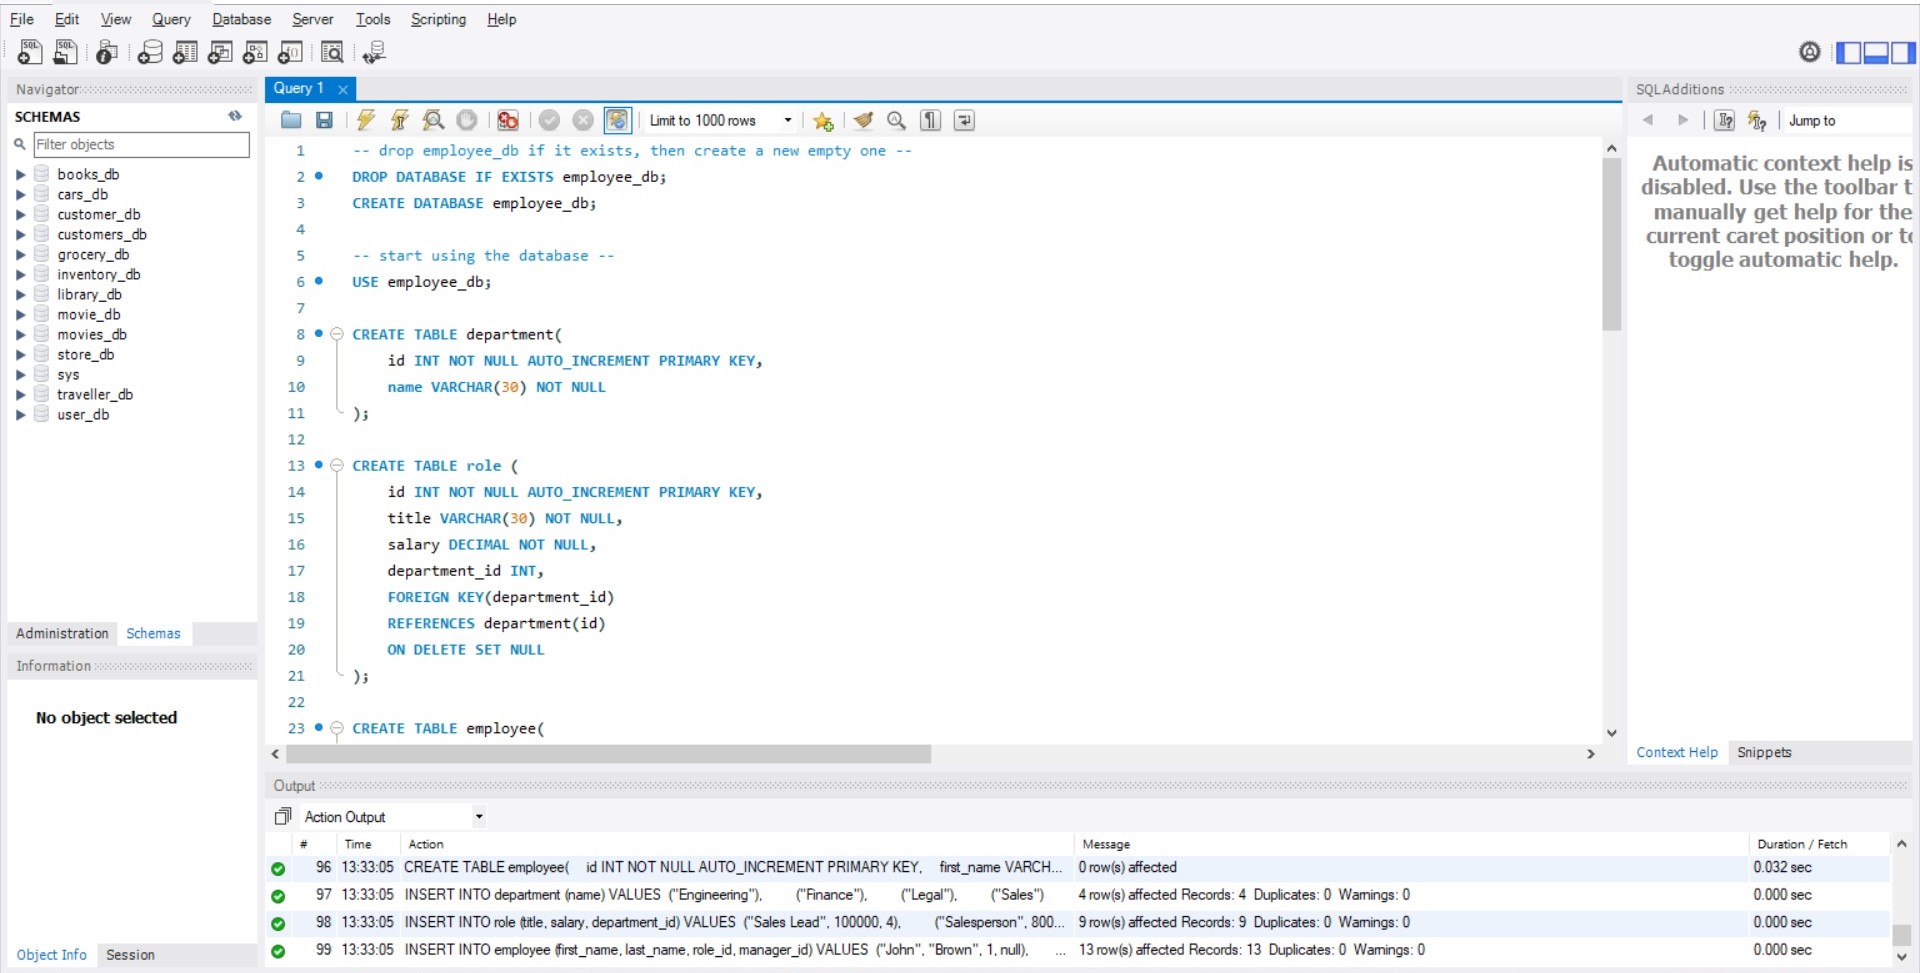 File Edit View Query Database Server Tools Scripting Help
Navigator
SCHEMAS
Filter objects
books_db
cars_db
customer_db
customers_db
grocery_db
inventory_db
library_db
movie_db
movies_db
store_db
sys
traveller_db
user_db
Administration Schemas
Information
No object selected
Object Info Session
Query 1
Limit to 1000 rows
1 -- drop employee_db if it exists, then create a new empty one --
2 DROP DATABASE IF EXISTS employee_db;
3 CREATE DATABASE employee_db;
4
5 -- start using the database --
6 USE employee_db;
7
8 CREATE TABLE department(
9 id INT NOT NULL AUTO_INCREMENT PRIMARY KEY,
10 name VARCHAR(30) NOT NULL
11 );
12
13 CREATE TABLE role (
14 id INT NOT NULL AUTO_INCREMENT PRIMARY KEY,
15 title VARCHAR(30) NOT NULL,
16 salary DECIMAL NOT NULL,
17 department_id INT,
18 FOREIGN KEY(department_id)
19 REFERENCES department(id)
20 ON DELETE SET NULL
21 );
22
23 CREATE TABLE employee(
SQLAdditions
Jump to
Automatic context help is
disabled. Use the toolbar t
manually get help for the
current caret position or to
toggle automatic help.
Context Help Snippets
Output
Action Output
# Time Action Message Duration / Fetch
96 13:33:05 CREATE TABLE employee( id INT NOT NULL AUTO_INCREMENT PRIMARY KEY, first_name VARCH... 0 row(s) affected 0.032 sec
97 13:33:05 INSERT INTO department (name) VALUES ("Engineering"), ("Finance"), ("Legal"), ("Sales") 4 row(s) affected Records: 4 Duplicates: 0 Warnings: 0 0.000 sec
98 13:33:05 INSERT INTO role (title, salary, department_id) VALUES ("Sales Lead", 100000, 4), ("Salesperson", 800... 9 row(s) affected Records: 9 Duplicates: 0 Warnings: 0 0.000 sec
99 13:33:05 INSERT INTO employee (first_name, last_name, role_id, manager_id) VALUES ("John", "Brown", 1, null), ... 13 row(s) affected Records: 13 Duplicates: 0 Warnings: 0 0.000 sec